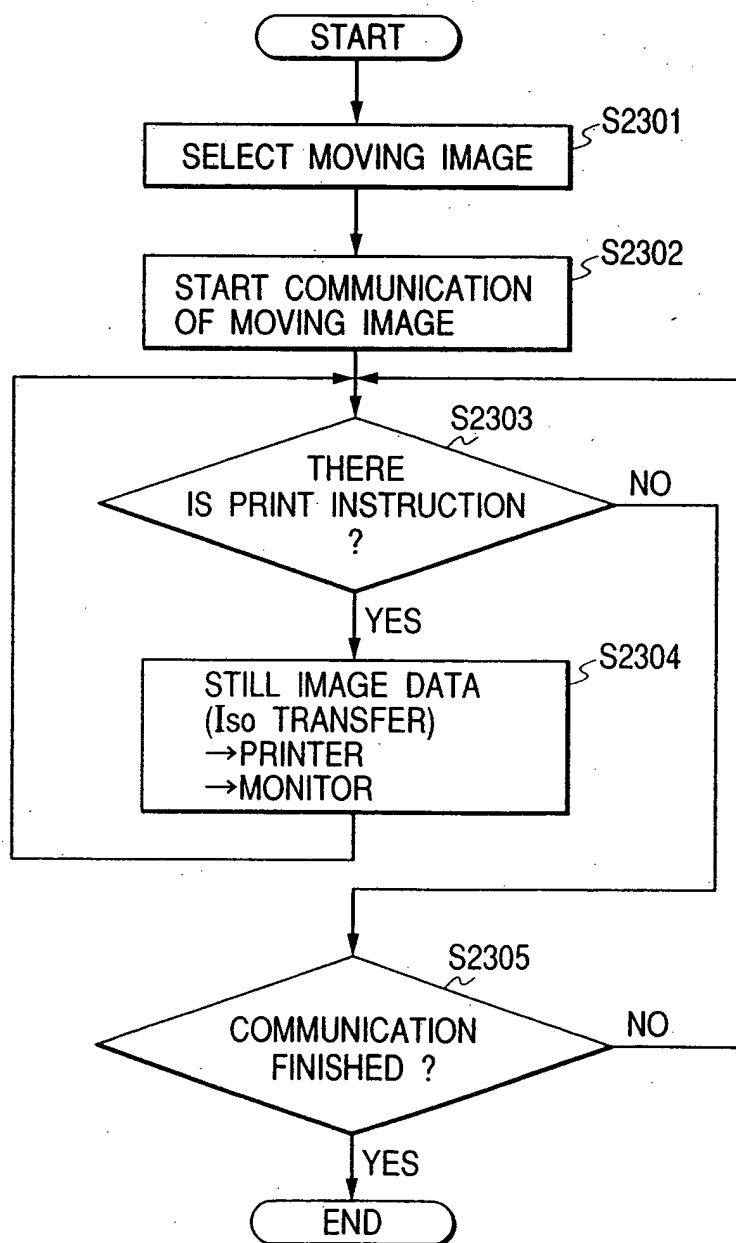 START
S2301
SELECT MOVING IMAGE
S2302
START COMMUNICATION
OF MOVING IMAGE
S2303
THERE
IS PRINT INSTRUCTION
?
NO
YES
S2304
STILL IMAGE DATA
(Iso TRANSFER)
→PRINTER
→MONITOR
S2305
COMMUNICATION
FINISHED ?
NO
YES
END